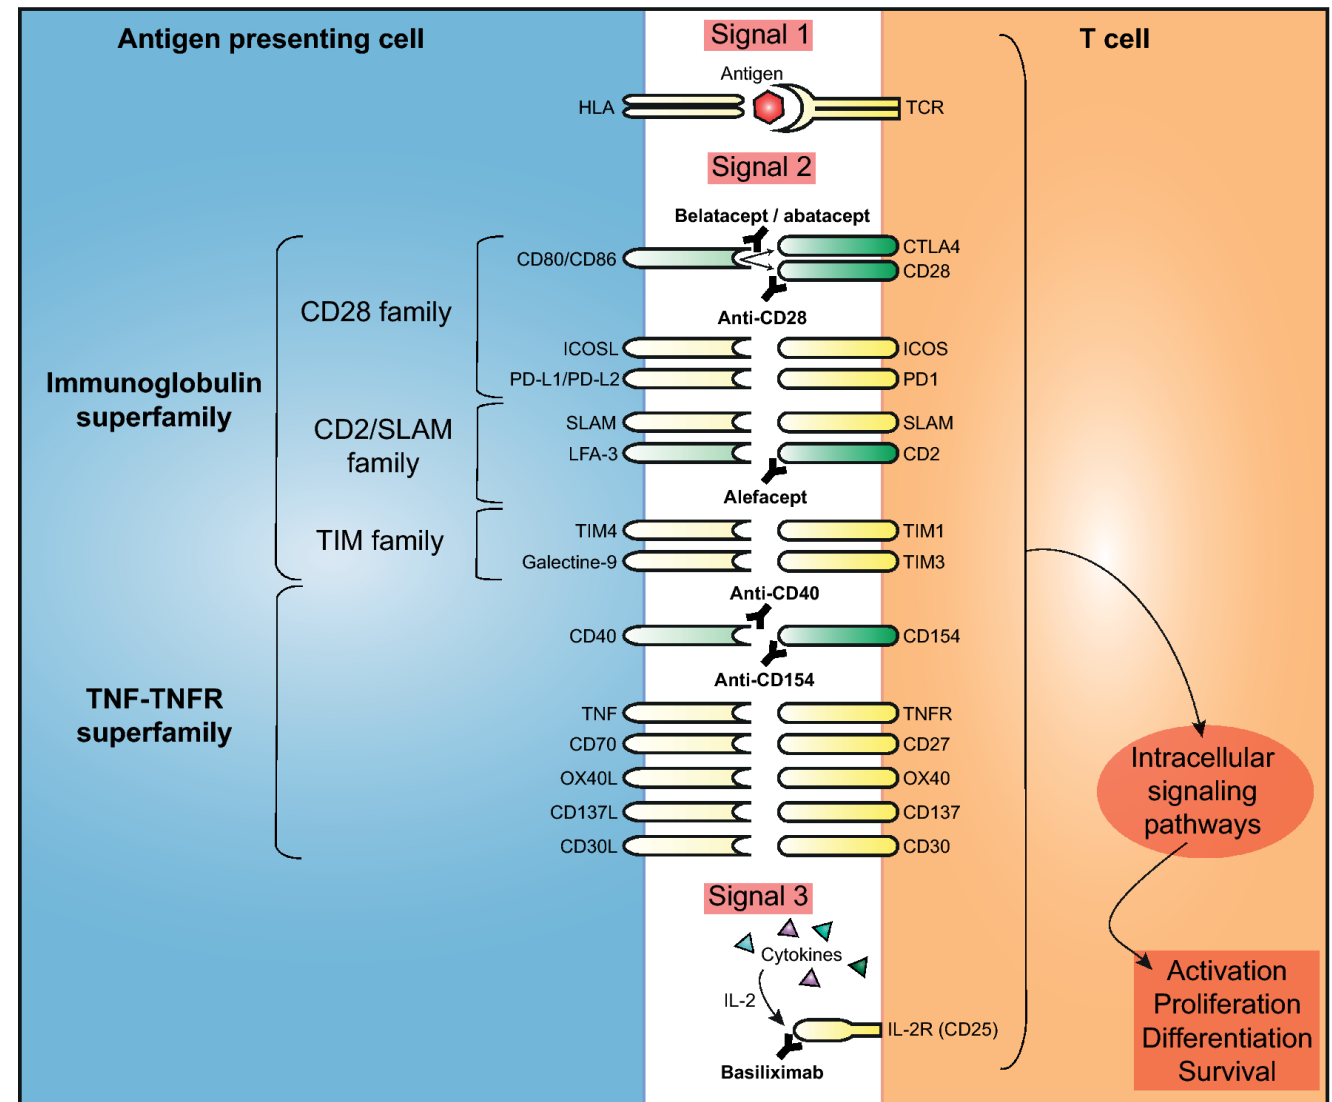 Antigen presenting cell
Signal 1
T cell
Antigen
HLA
TCR
Signal 2
Belatacept / abatacept
CD80/CD86
CTLA4
CD28
Anti-CD28
CD28 family
ICOSL
ICOS
PD-L1/PD-L2
PD1
Immunoglobulin
superfamily
CD2/SLAM
family
SLAM
SLAM
LFA-3
CD2
Alefacept
TIM family
TIM4
TIM1
Galectine-9
TIM3
Anti-CD40
CD40
CD154
Anti-CD154
TNF-TNFR
superfamily
TNF
TNFR
CD70
CD27
OX40L
OX40
CD137L
CD137
CD30L
CD30
Intracellular
signaling
pathways
Signal 3
Cytokines
IL-2
IL-2R (CD25)
Basiliximab
Activation
Proliferation
Differentiation
Survival